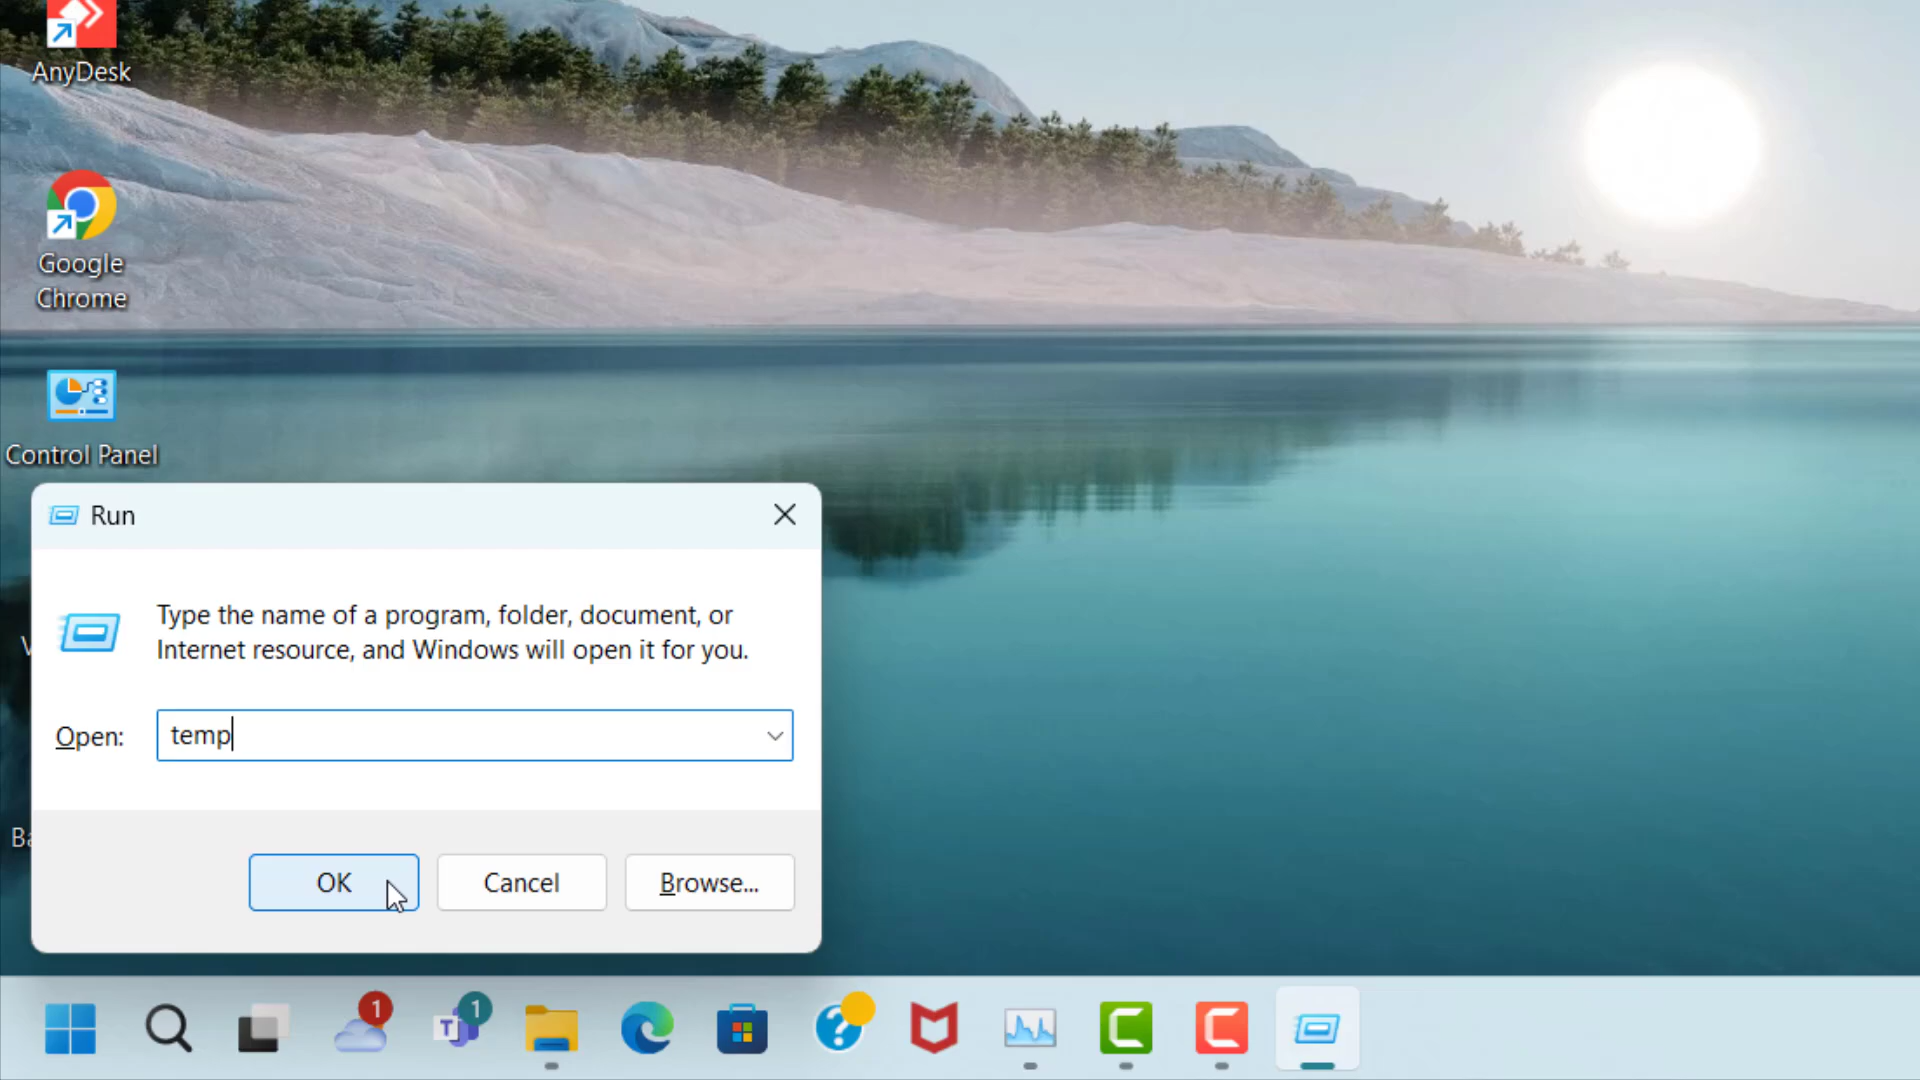 AnyDesk
Google
Chrome
Control Panel
Run
Type the name of a program, folder, document, or
Internet resource, and Windows will open it for you.
Open: temp
OK Cancel Browse...
1
1
T